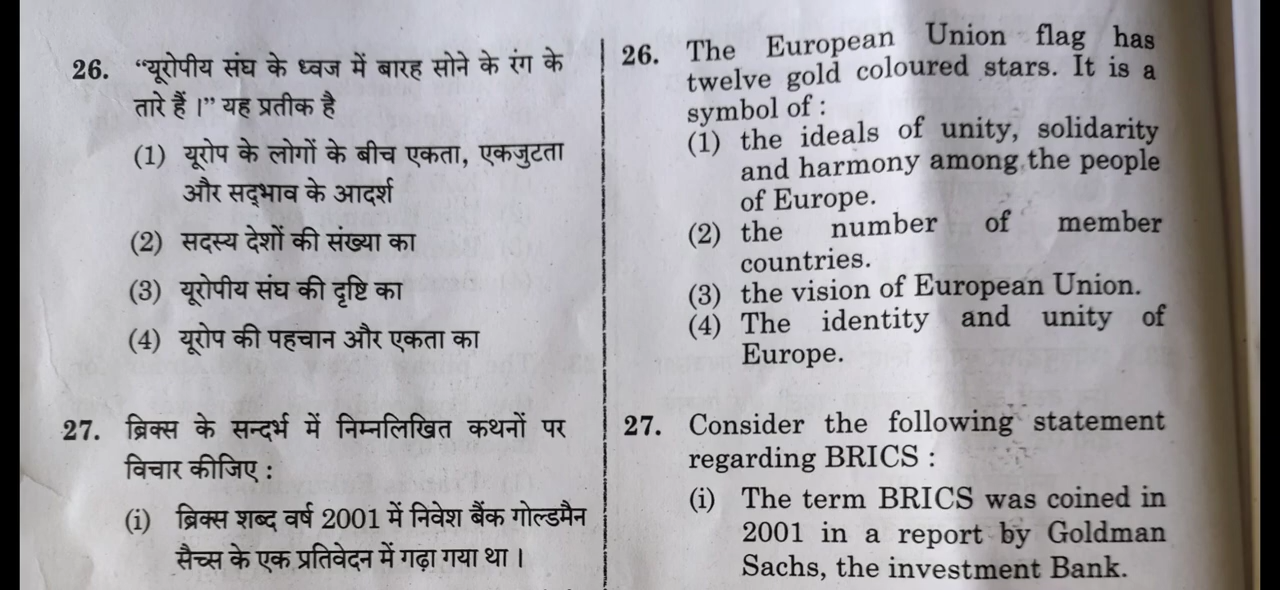 26. “यूरोपीय संघ के ध्वज में बारह सोने के रंग के
तारे हैं ।” यह प्रतीक है
(1) यूरोप के लोगों के बीच एकता, एकजुटता
और सद्‌भाव के आदर्श
(2) सदस्य देशों की संख्या का
(3) यूरोपीय संघ की दृष्टि का
(4) यूरोप की पहचान और एकता का
27. ब्रिक्स के सन्दर्भ में निम्नलिखित कथनों पर
विचार कीजिए :
(i) ब्रिक्स शब्द वर्ष 2001 में निवेश बैंक गोल्डमैन
सैच्स के एक प्रतिवेदन में गढ़ा गया था ।
26. The European Union flag has
twelve gold coloured stars. It is a
symbol of :
(1) the ideals of unity, solidarity
and harmony among the people
of Europe.
(2) the number of member
countries.
(3) the vision of European Union.
(4) The identity and unity of
Europe.
27. Consider the following statement
regarding BRICS :
(i) The term BRICS was coined in
2001 in a report by Goldman
Sachs, the investment Bank.